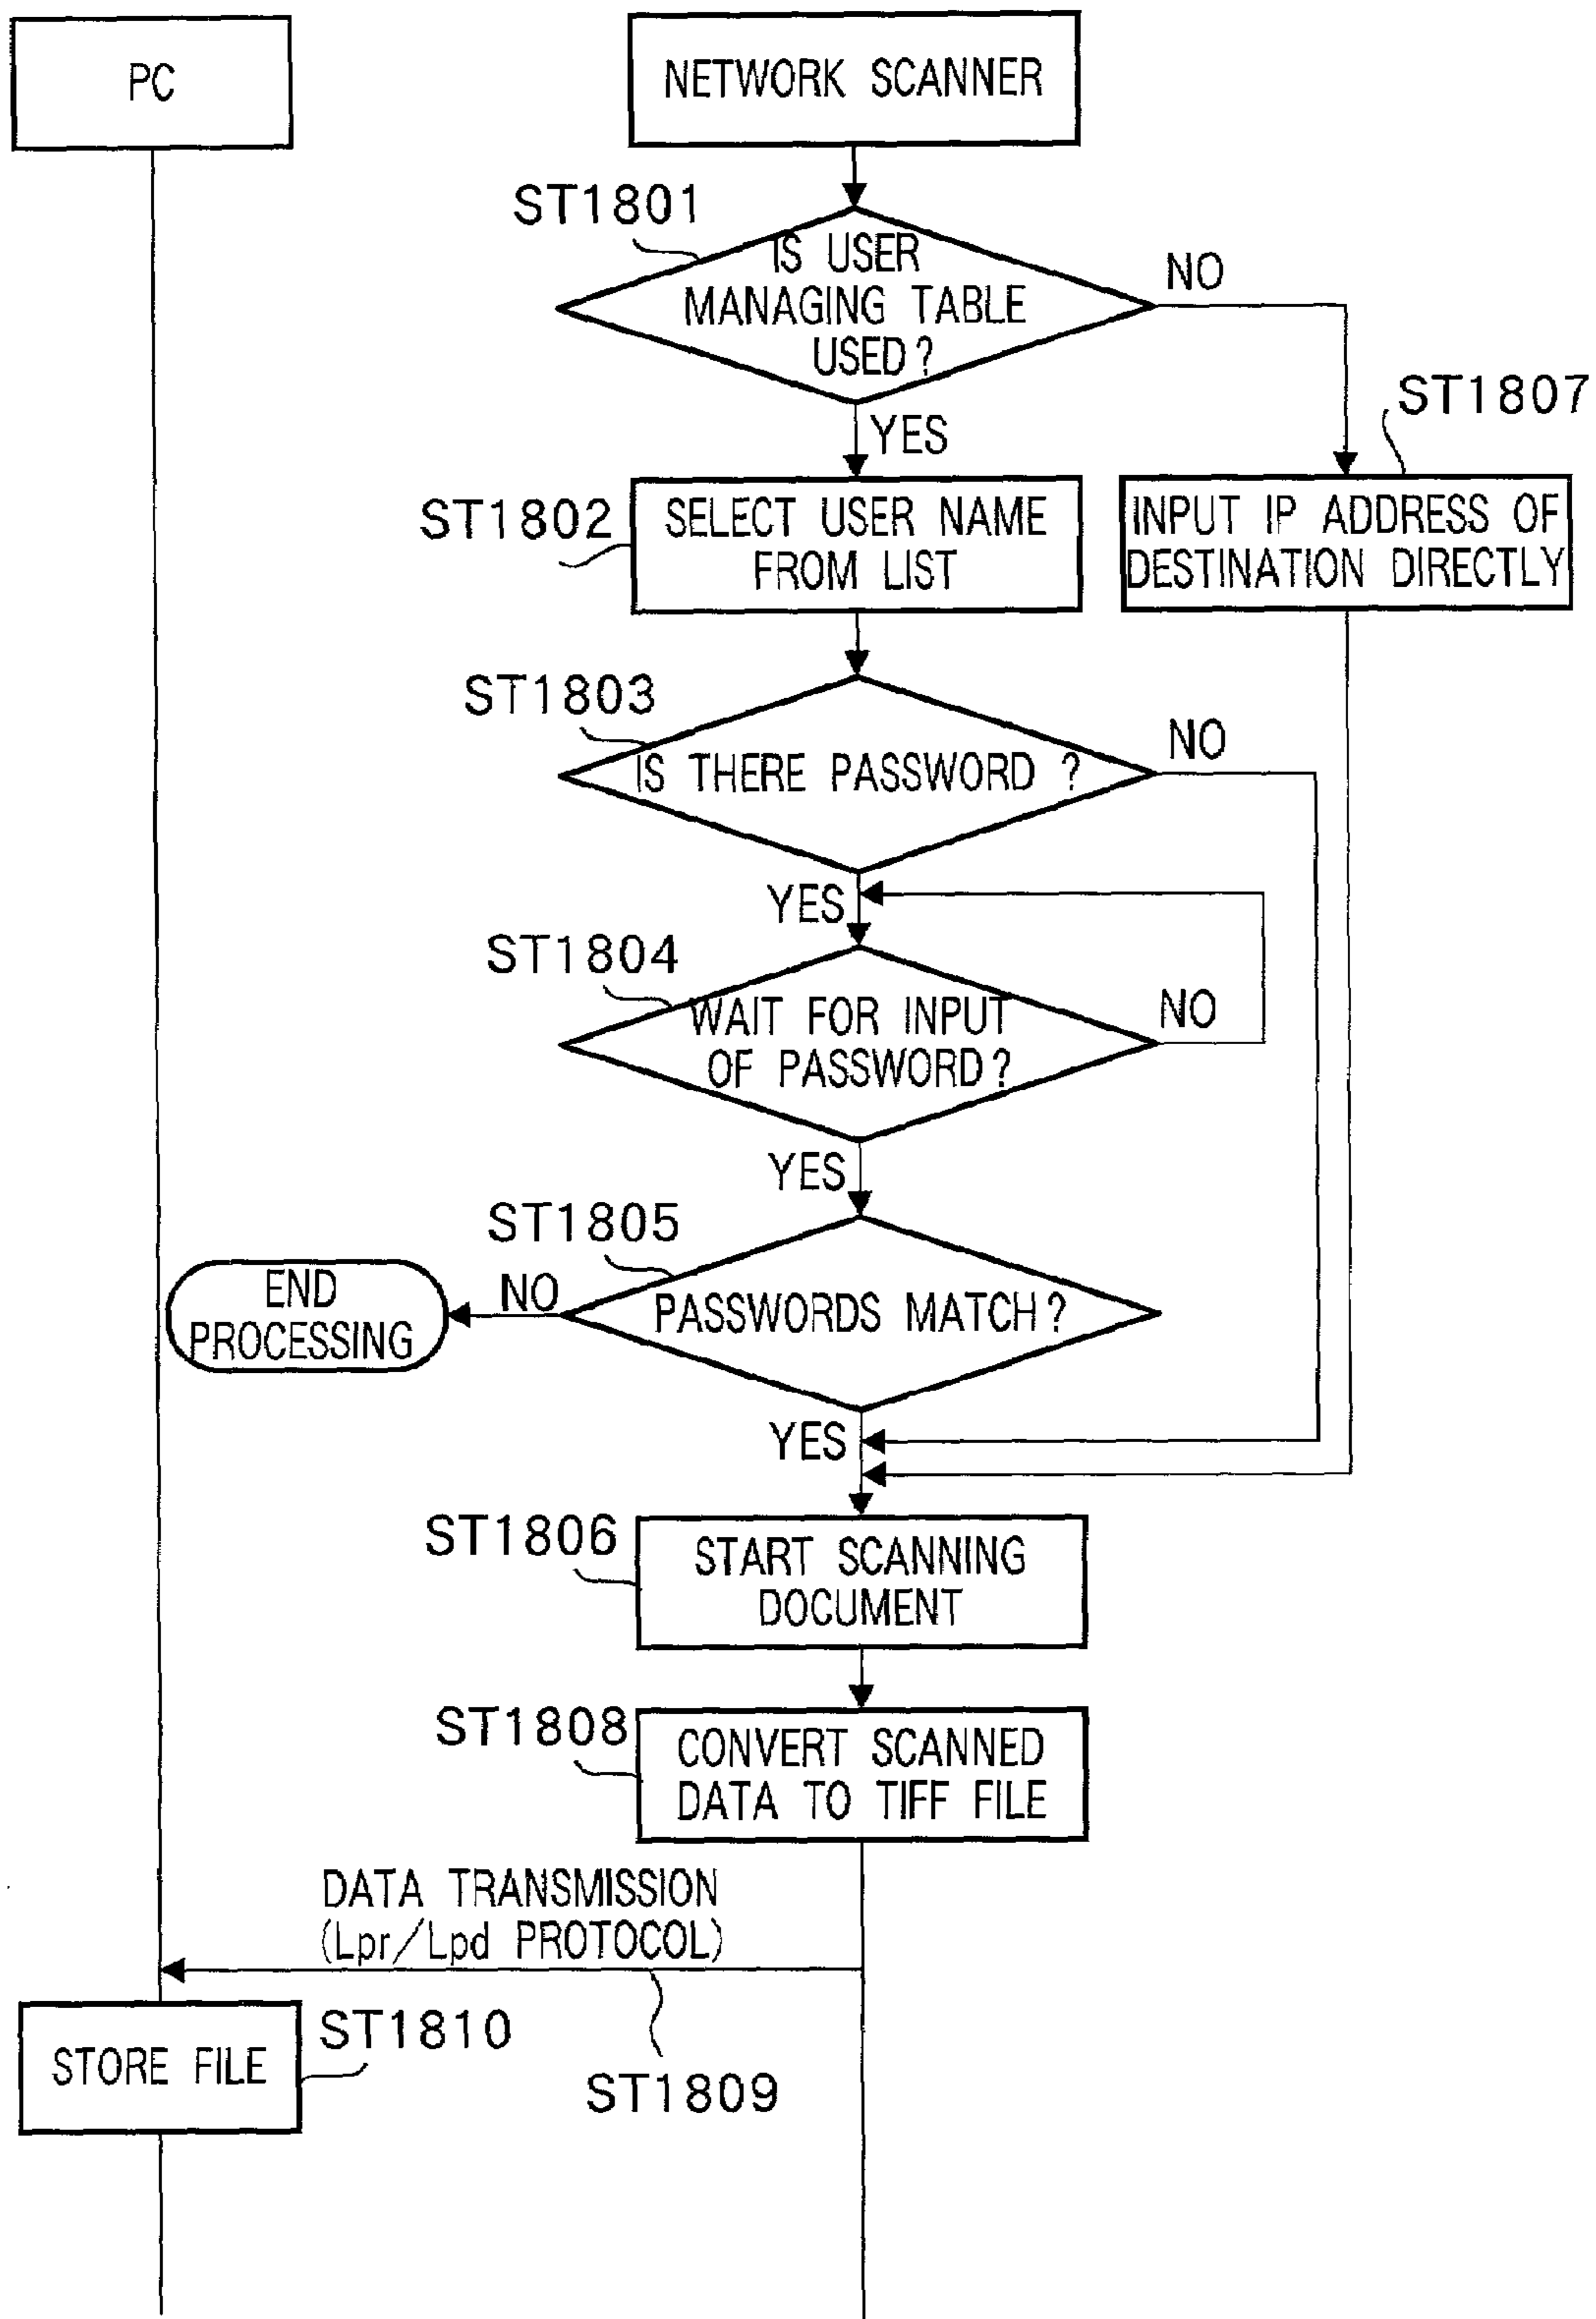 PC
NETWORK SCANNER
ST1801
IS USER
MANAGING TABLE
USED?
NO
YES
ST1807
ST1802
SELECT USER NAME
FROM LIST
INPUT IP ADDRESS OF
DESTINATION DIRECTLY
ST1803
IS THERE PASSWORD ?
NO
YES
ST1804
WAIT FOR INPUT
OF PASSWORD?
NO
YES
ST1805
PASSWORDS MATCH?
NO
END
PROCESSING
YES
ST1806
START SCANNING
DOCUMENT
ST1808
CONVERT SCANNED
DATA TO TIFF FILE
DATA TRANSMISSION
(Lpr/Lpd PROTOCOL)
ST1810
STORE FILE
ST1809